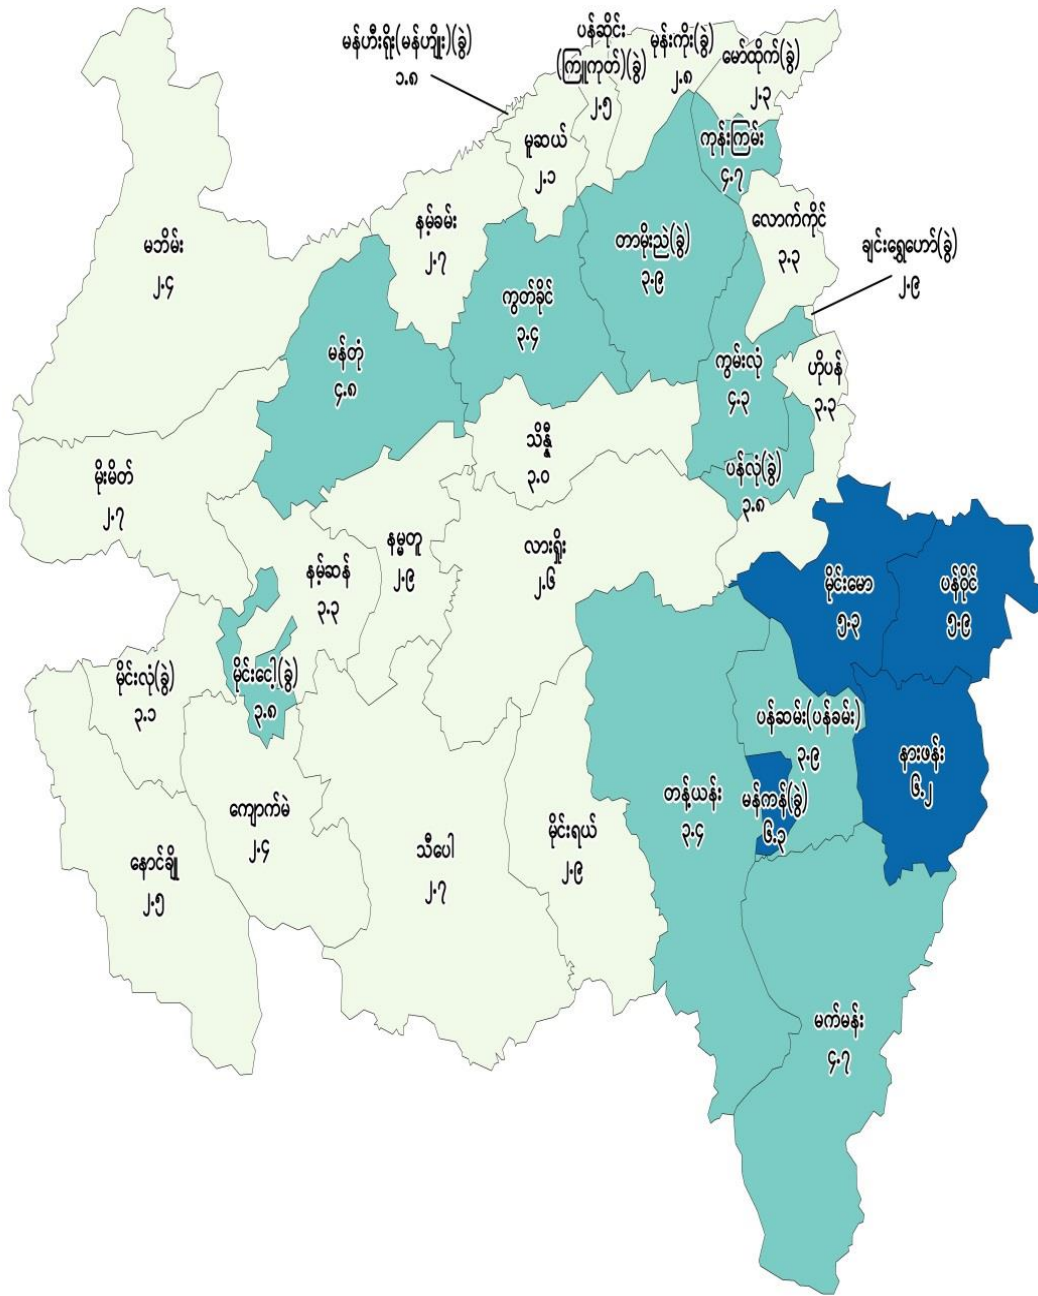 မန်ဟီးရိုး(မန်ဟျိုး)(ခွဲ)
၁.၈
ပန်ဆိုင်း
(ကြူကုတ်)(ခွဲ)
၂.၅
မုန်းကိုး(ခွဲ)
၂.၈
မော်ထိုက်(ခွဲ)
၂.၃
မူဆယ်
၂.၁
ကုန်းကြမ်း
၄.၇
နမ့်ခမ်း
၂.၇
လောက်ကိုင်
၃.၃
ချင်းရွှေဟော်(ခွဲ)
၂.၉
မဘိမ်း
၂.၄
တာမိုးညဲ(ခွဲ)
၃.၉
ကွတ်ခိုင်
၃.၄
မန်တုံ
၄.၈
ကွမ်းလုံ
၄.၃
ဟိုပန်
၃.၃
သိန္နီ
၃.၀
မိုးမိတ်
၂.၇
ပန်လုံ(ခွဲ)
၃.၈
နမ္မတူ
၂.၉
လားရှိုး
၂.၆
နမ့်ဆန်
၃.၃
မိုင်းမော
၅.၃
ပန်ဝိုင်
၅.၉
မိုင်းလုံ(ခွဲ)
၃.၁
မိုင်းငေါ့(ခွဲ)
၃.၈
ပန်ဆမ်း(ပန်ခမ်း)
၃.၉
နားဖန်း
၆.၂
ကျောက်မဲ
၂.၄
တန့်ယန်း
၃.၄
မန်ကန်(ခွဲ)
၆.၃
မိုင်းရယ်
၂.၉
သီပေါ
၂.၇
နောင်ချို
၂.၅
မက်မန်း
၄.၇